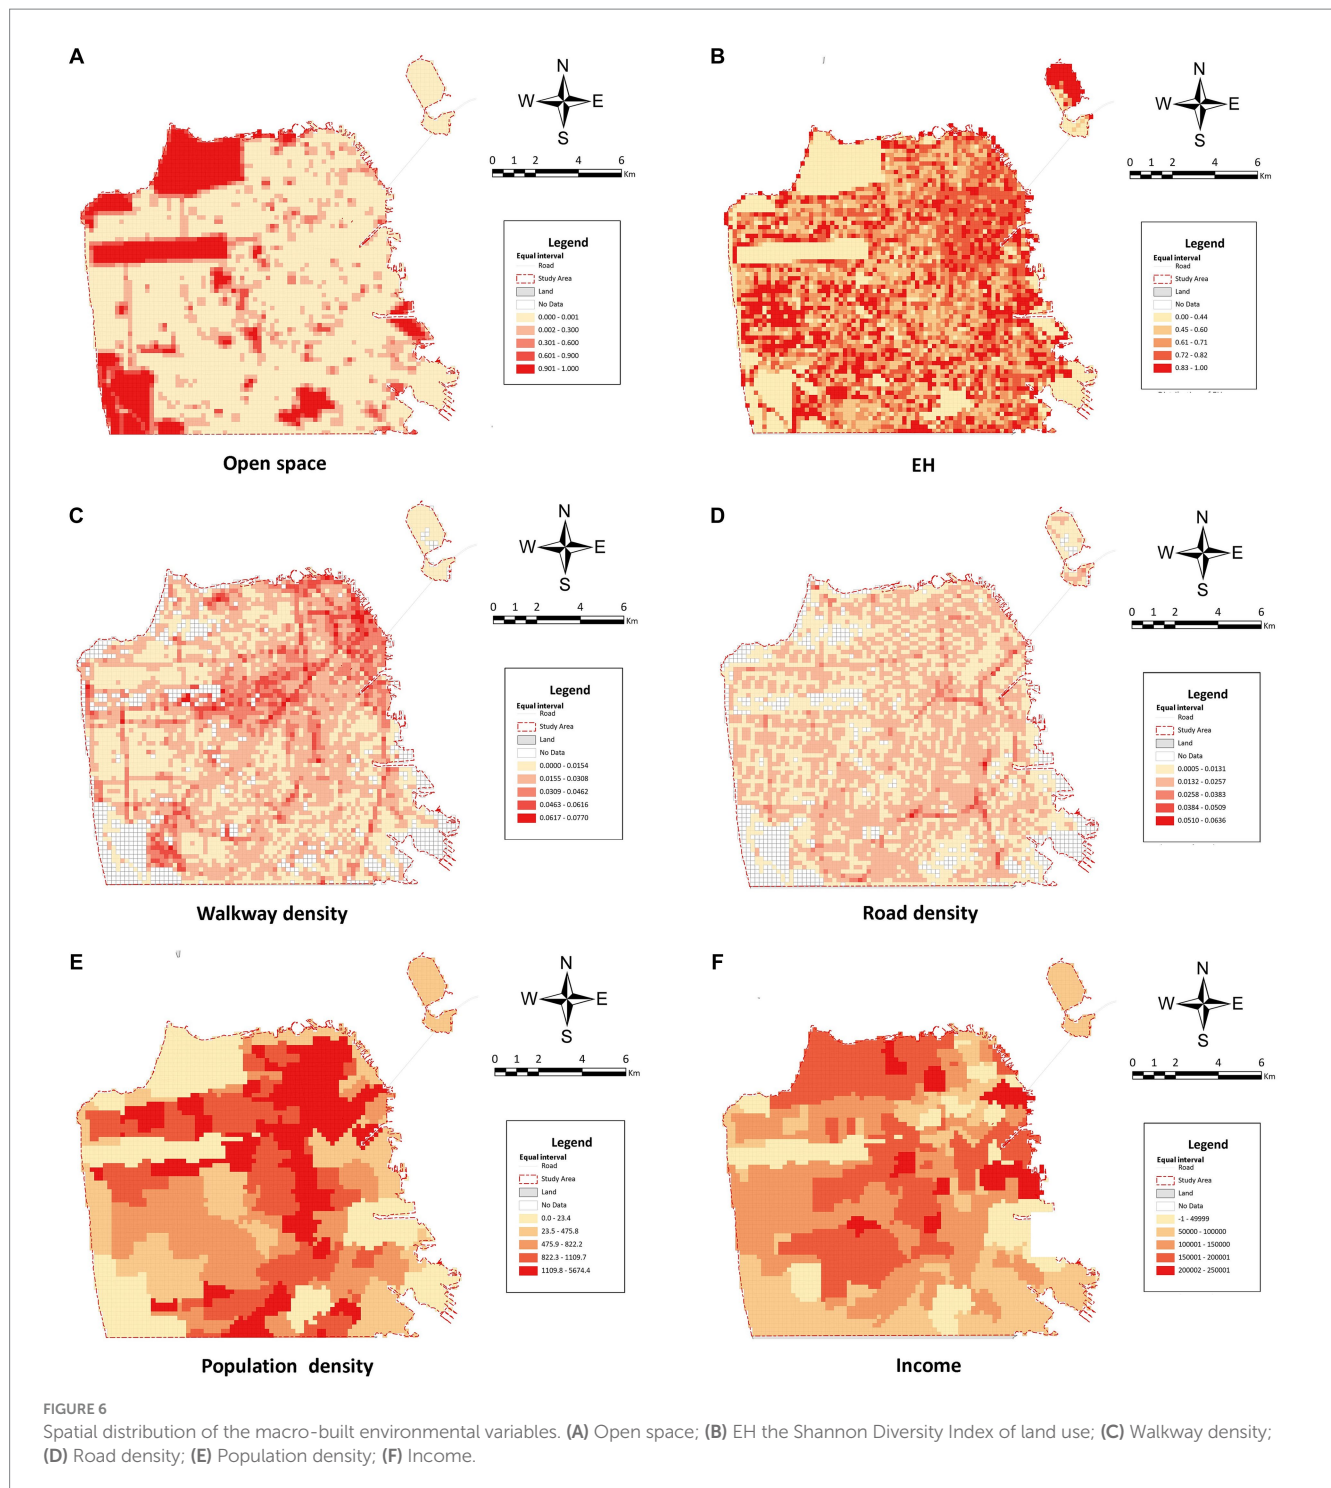 A
N
W E
S
0 1 2 4 6
Km
Legend
Equal interval
Road
Study Area
Land
No Data
0.000 - 0.001
0.002 - 0.300
0.301 - 0.600
0.601 - 0.900
0.901 - 1.000
Open space
B
N
W E
S
0 1 2 4 6
Km
Legend
Equal interval
Road
Study Area
Land
No Data
0.00 - 0.44
0.45 - 0.60
0.61 - 0.71
0.72 - 0.82
0.83 - 1.00
EH
C
N
W E
S
0 1 2 4 6
Km
Legend
Equal interval
Road
Study Area
Land
No Data
0.0000 - 0.0154
0.0155 - 0.0308
0.0309 - 0.0462
0.0463 - 0.0616
0.0617 - 0.0770
Walkway density
D
N
W E
S
0 1 2 4 6
Km
Legend
Equal interval
Road
Study Area
Land
No Data
0.0005 - 0.0131
0.0132 - 0.0257
0.0258 - 0.0383
0.0384 - 0.0509
0.0510 - 0.0636
Road density
E
N
W E
S
0 1 2 4 6
Km
Legend
Equal interval
Road
Study Area
Land
No Data
0.0 - 23.4
23.5 - 475.8
475.9 - 822.2
822.3 - 1109.7
1109.8 - 5674.4
Population density
F
N
W E
S
0 1 2 4 6
Km
Legend
Equal interval
Road
Study Area
Land
No Data
-1 - 49999
50000 - 100000
100001 - 150000
150001 - 200001
200002 - 250001
Income
FIGURE 6
Spatial distribution of the macro-built environmental variables. (A) Open space; (B) EH the Shannon Diversity Index of land use; (C) Walkway density;
(D) Road density; (E) Population density; (F) Income.